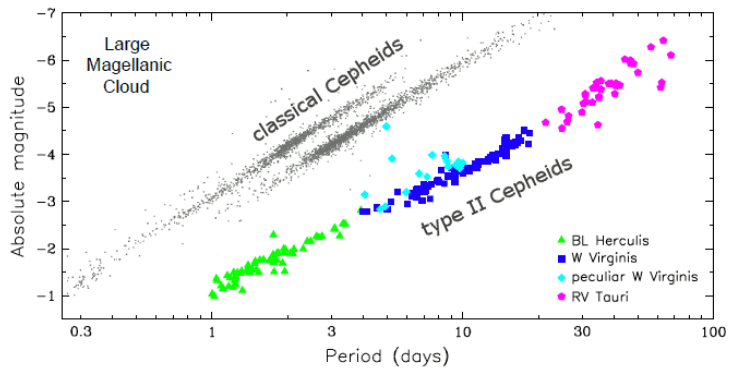 Large
Magellanic
Cloud
classical Cepheids
type II Cepheids
BL Herculis
W Virginis
peculiar W Virginis
RV Tauri
Absolute magnitude
-7
-6
-5
-4
-3
-2
-1
0.3
1
3
10
30
100
Period (days)